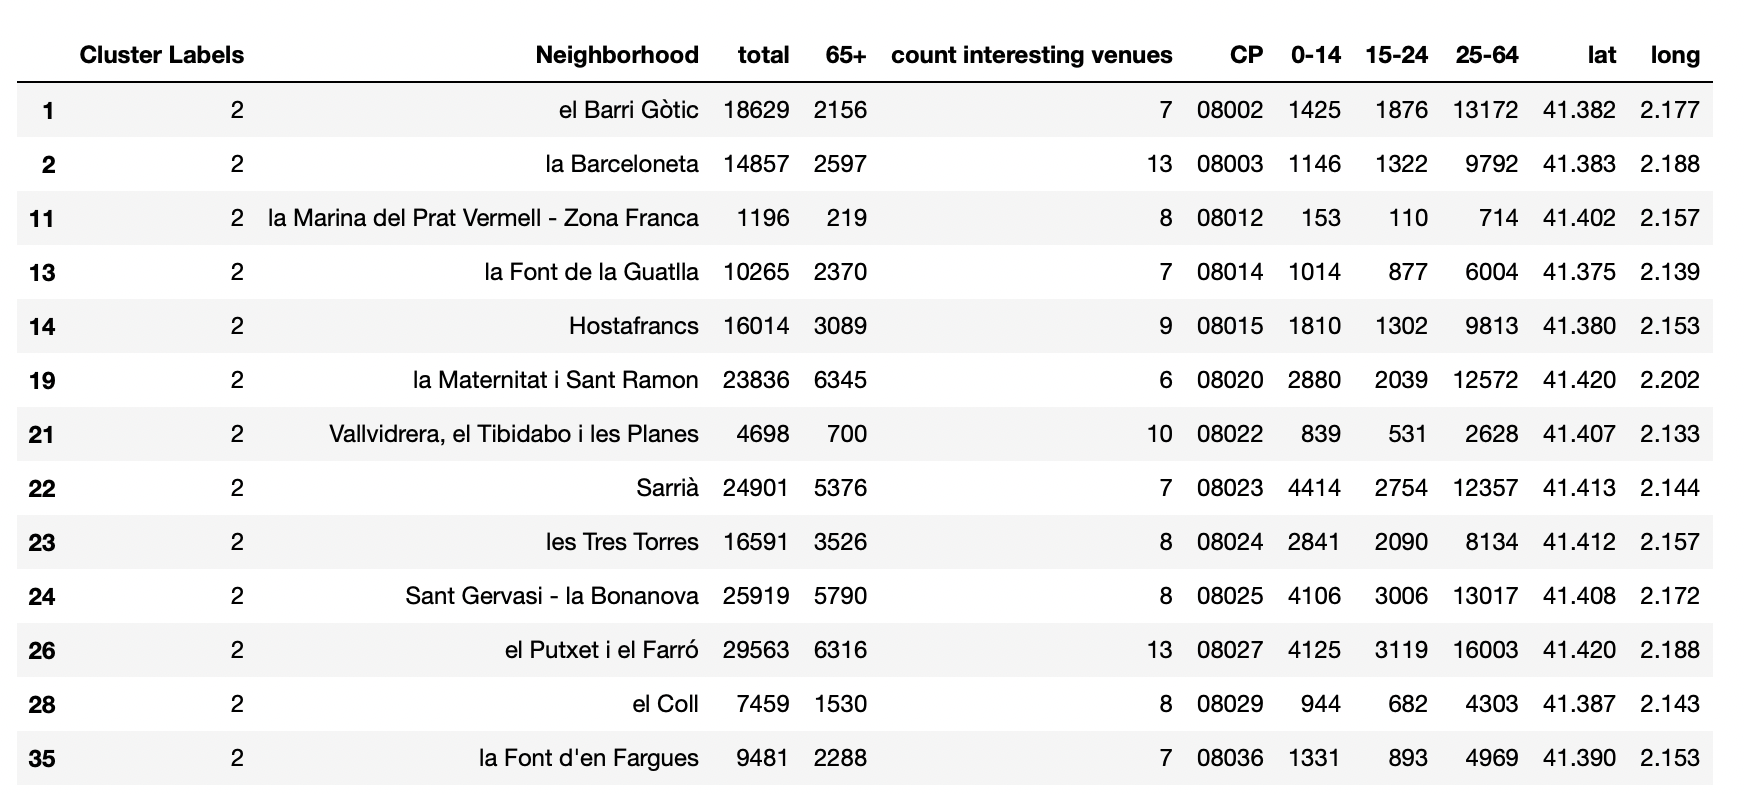 Cluster Labels Neighborhood total 65+ count interesting venues CP 0-14 15-24 25-64 lat long
1 2 el Barri Gòtic 18629 2156 7 08002 1425 1876 13172 41.382 2.177
2 2 la Barceloneta 14857 2597 13 08003 1146 1322 9792 41.383 2.188
11 2 la Marina del Prat Vermell - Zona Franca 1196 219 8 08012 153 110 714 41.402 2.157
13 2 la Font de la Guatlla 10265 2370 7 08014 1014 877 6004 41.375 2.139
14 2 Hostafrancs 16014 3089 9 08015 1810 1302 9813 41.380 2.153
19 2 la Maternitat i Sant Ramon 23836 6345 6 08020 2880 2039 12572 41.420 2.202
21 2 Vallvidrera, el Tibidabo i les Planes 4698 700 10 08022 839 531 2628 41.407 2.133
22 2 Sarrià 24901 5376 7 08023 4414 2754 12357 41.413 2.144
23 2 les Tres Torres 16591 3526 8 08024 2841 2090 8134 41.412 2.157
24 2 Sant Gervasi - la Bonanova 25919 5790 8 08025 4106 3006 13017 41.408 2.172
26 2 el Putxet i el Farró 29563 6316 13 08027 4125 3119 16003 41.420 2.188
28 2 el Coll 7459 1530 8 08029 944 682 4303 41.387 2.143
35 2 la Font d'en Fargues 9481 2288 7 08036 1331 893 4969 41.390 2.153